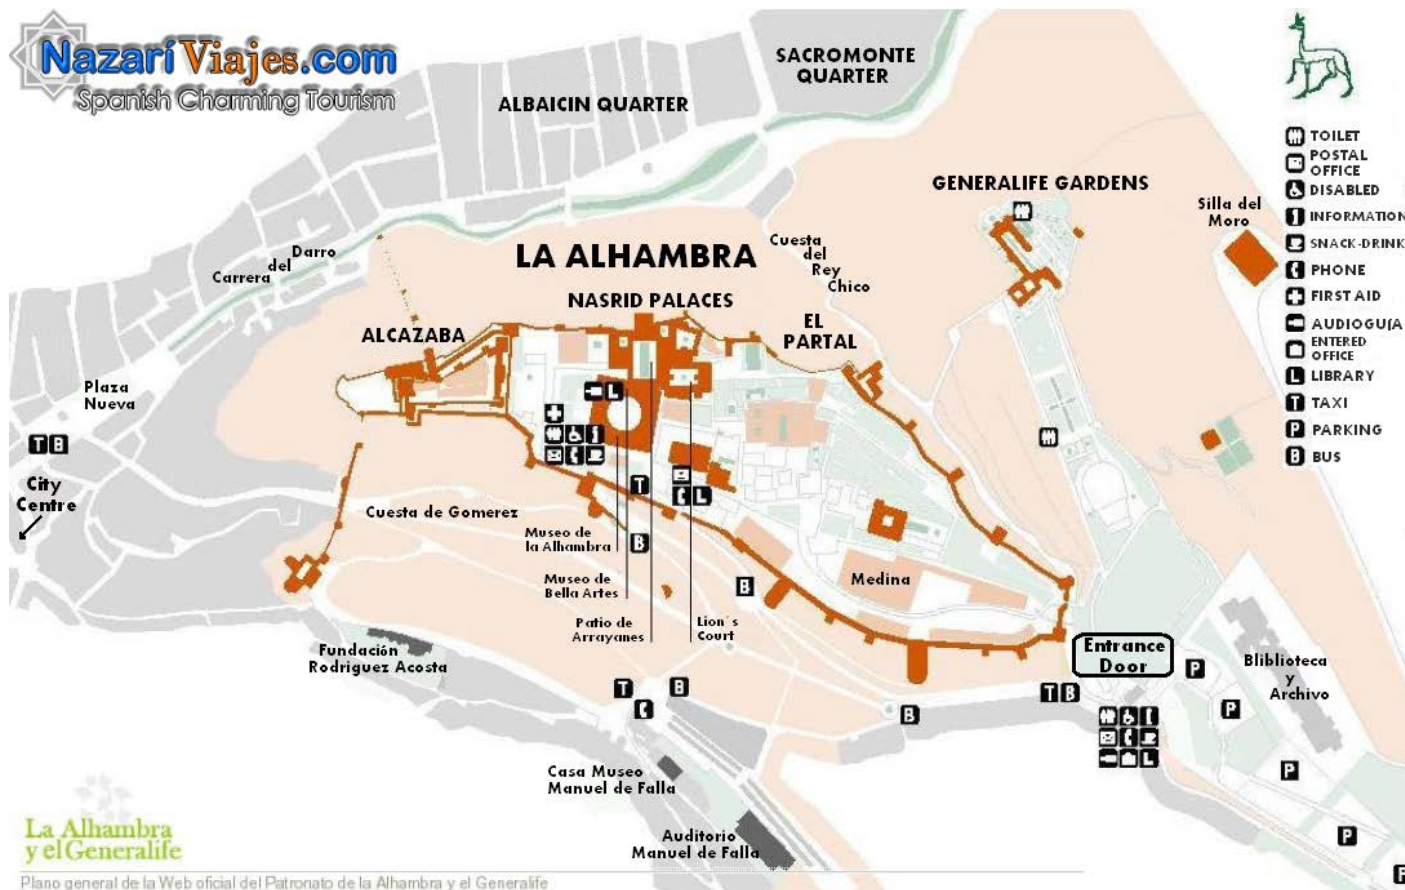 NazaríViajes.com
Spanish Charming Tourism
SACROMONTE
QUARTER
ALBAICIN QUARTER
GENERALIFE GARDENS
Silla del
Moro
LA ALHAMBRA
NASRID PALACES
Cuesta
del
Rey
Chico
Darro
del
Carrera
ALCAZABA
EL
PARTAL
Plaza
Nueva
T B
City
Centre
L
T
L
B
B
Cuesta de Gomerez
Museo de
la Alhambra
Museo de
Bella Artes
Patio de
Arrayanes
Lion´s
Court
Medina
Entrance
Door
Fundación
Rodriguez Acosta
T
B
B
T B
L
Bliblioteca
y
Archivo
P
P
P
P
P
Casa Museo
Manuel de Falla
Auditorio
Manuel de Falla
TOILET
POSTAL
OFFICE
DISABLED
INFORMATION
SNACK-DRINK
PHONE
FIRST AID
AUDIOGUÍA
ENTERED
OFFICE
L LIBRARY
T TAXI
P PARKING
B BUS
La Alhambra
y el Generalife
Plano general de la Web oficial del Patronato de la Alhambra y el Generalife